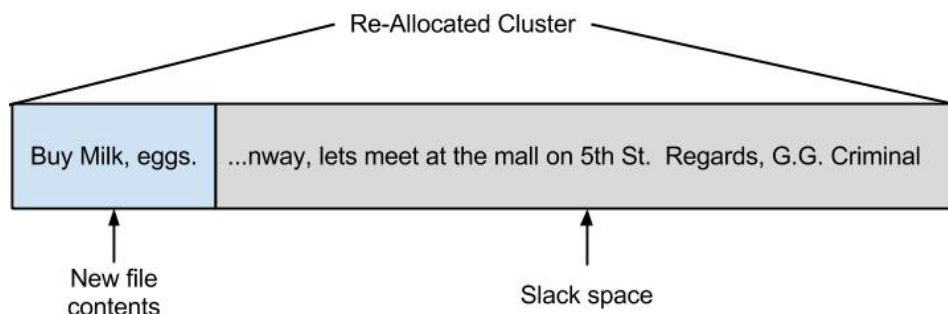 Re-Allocated Cluster
Buy Milk, eggs.
...nway, lets meet at the mall on 5th St.  Regards, G.G. Criminal
New file
contents
Slack space